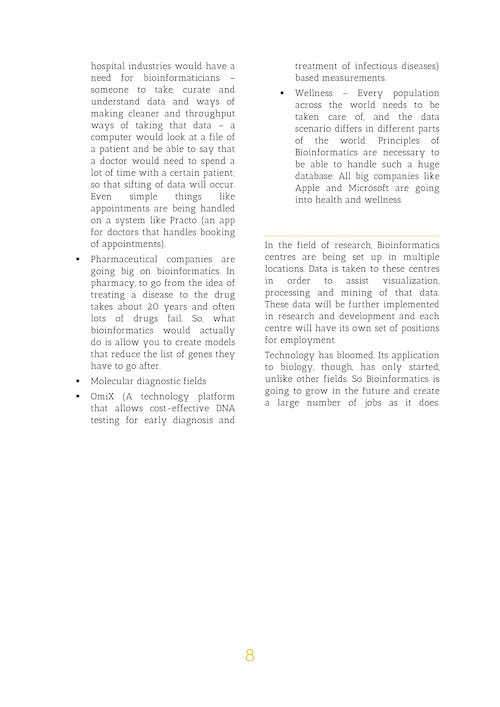 hospital industries would have a
need for bioinformaticians –
someone to take, curate and
understand data and ways of
making cleaner and throughput
ways of taking that data – a
computer would look at a file of
a patient and be able to say that
a doctor would need to spend a
lot of time with a certain patient;
so that sifting of data will occur.
Even simple things like
appointments are being handled
on a system like Practo (an app
for doctors that handles booking
of appointments).
▪ Pharmaceutical companies are
going big on bioinformatics. In
pharmacy, to go from the idea of
treating a disease to the drug
takes about 20 years and often
lots of drugs fail. So, what
bioinformatics would actually
do is allow you to create models
that reduce the list of genes they
have to go after.
▪ Molecular diagnostic fields
▪ OmiX (A technology platform
that allows cost-effective DNA
testing for early diagnosis and
treatment of infectious diseases)
based measurements.
▪ Wellness – Every population
across the world needs to be
taken care of, and the data
scenario differs in different parts
of the world. Principles of
Bioinformatics are necessary to
be able to handle such a huge
database. All big companies like
Apple and Microsoft are going
into health and wellness.
In the field of research, Bioinformatics
centres are being set up in multiple
locations. Data is taken to these centres
in order to assist visualization,
processing and mining of that data.
These data will be further implemented
in research and development and each
centre will have its own set of positions
for employment.
Technology has bloomed. Its application
to biology, though, has only started,
unlike other fields. So Bioinformatics is
going to grow in the future and create
a large number of jobs as it does.
8